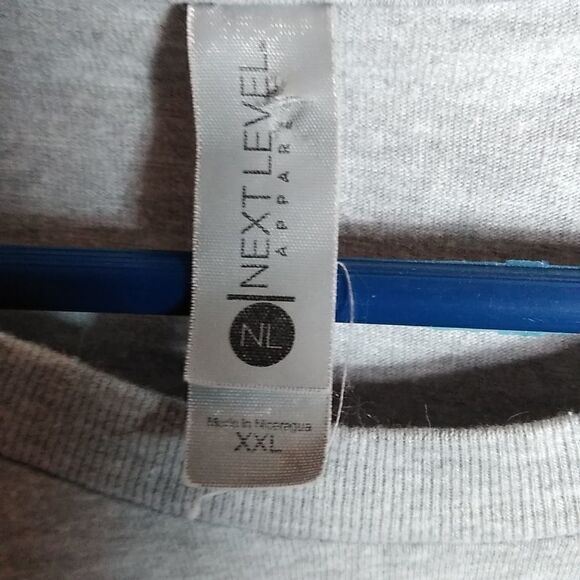 NEXT LEVEL
APPAREL
NL
Made in Nicaragua
XXL